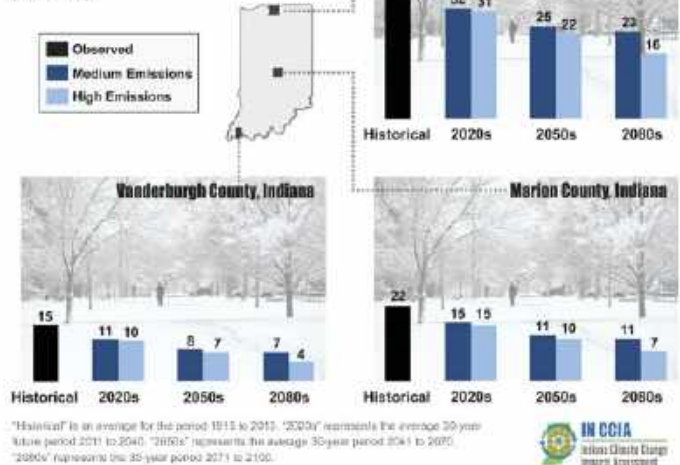 Observed
Medium Emissions
High Emissions
32 31
25 22
23 16
Historical 2020s 2050s 2080s
Vanderburgh County, Indiana
15
11 10
8 7
7 4
Historical 2020s 2050s 2080s
Marion County, Indiana
22
15 15
11 10
11 7
Historical 2020s 2050s 2080s
"Historical" is an average for the period 1915 to 2013. "2020s" represents the average 30-year
future period 2011 to 2040. "2050s" represents the average 30-year period 2041 to 2070.
"2080s" represents the 30-year period 2071 to 2100.
IN CCIA
Indiana Climate Change
Impacts Assessment